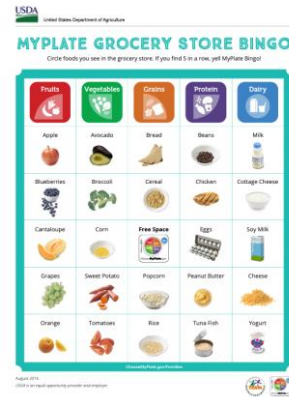 USDA
United States Department of Agriculture
MYPLATE GROCERY STORE BINGO
Circle foods you see in the grocery store. If you find 5 in a row, yell MyPlate Bingo!
Fruits Vegetables Grains Protein Dairy
Apple Avocado Bread Beans Milk
Blueberries Broccoli Cereal Chicken Cottage Cheese
Cantaloupe Corn Free Space Eggs Soy Milk
Grapes Sweet Potato Popcorn Peanut Butter Cheese
Orange Tomatoes Rice Tuna Fish Yogurt
August 2016
USDA is an equal opportunity provider and employer.